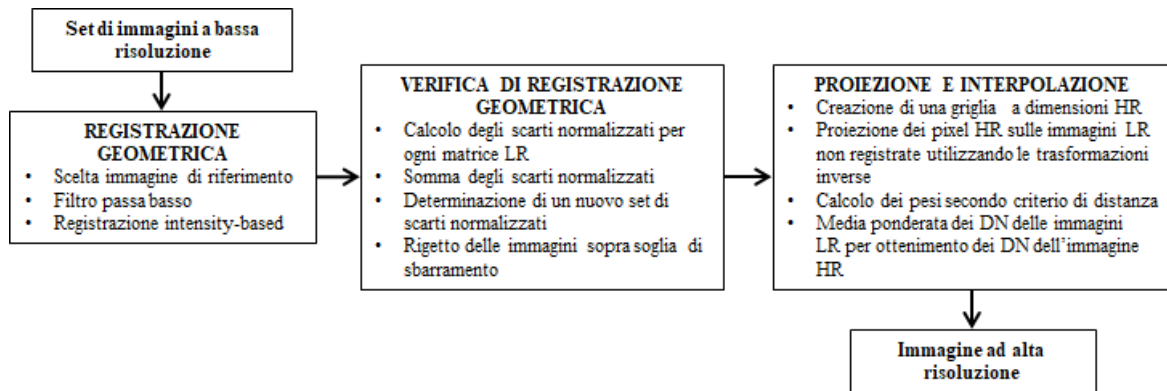 Set di immagini a bassa
risoluzione
REGISTRAZIONE
GEOMETRICA
• Scelta immagine di riferimento
• Filtro passa basso
• Registrazione intensity-based
VERIFICA DI REGISTRAZIONE
GEOMETRICA
• Calcolo degli scarti normalizzati per
ogni matrice LR
• Somma degli scarti normalizzati
• Determinazione di un nuovo set di
scarti normalizzati
• Rigetto delle immagini sopra soglia di
sbarramento
PROIEZIONE E INTERPOLAZIONE
• Creazione di una griglia a dimensioni HR
• Proiezione dei pixel HR sulle immagini LR
non registrate utilizzando le trasformazioni
inverse
• Calcolo dei pesi secondo criterio di distanza
• Media ponderata dei DN delle immagini
LR per ottenimento dei DN dell'immagine
HR
Immagine ad alta
risoluzione